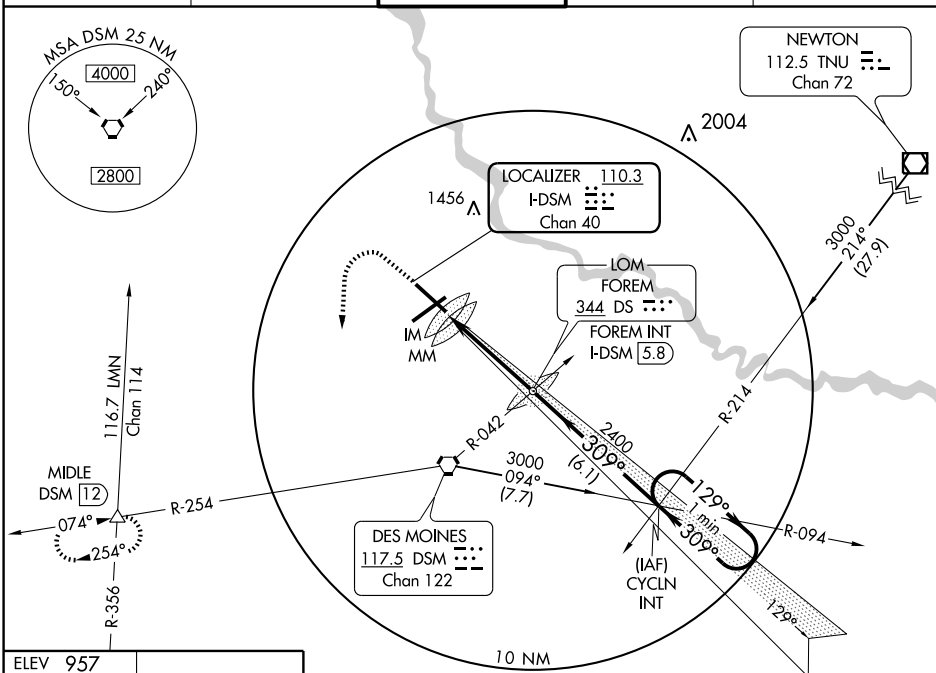 MSA DSM 25 NM
4000
150°
240°
2800
NEWTON
112.5 TNU
Chan 72
2004
LOCALIZER 110.3
I-DSM
Chan 40
1456
3000
214°
(27.9)
LOM
FOREM
344 DS
FOREM INT
I-DSM 5.8
IM
MM
116.7 LMN
Chan 114
R-214
R-042
2400
309°
(6.1)
MIDLE
DSM 12
R-254
3000
094°
(7.7)
129°
1 min
309°
R-094
074°
254°
DES MOINES
117.5 DSM
Chan 122
(IAF)
CYCLN
INT
R-356
129°
10 NM
ELEV 957